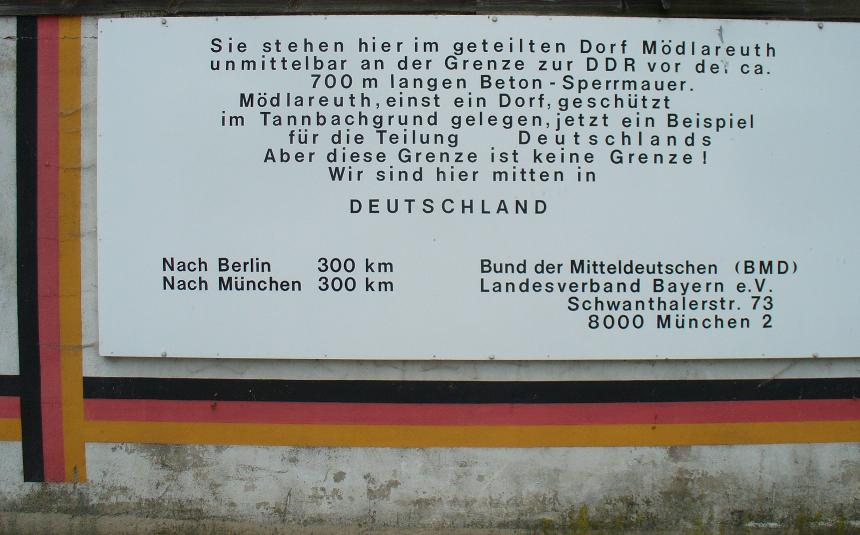 Sie stehen hier im geteilten Dorf Mödlareuth
unmittelbar an der Grenze zur DDR vor der ca.
700 m langen Beton - Sperrmauer.
Mödlareuth, einst ein Dorf, geschützt
im Tannbachgrund gelegen, jetzt ein Beispiel
für die Teilung Deutschlands
Aber diese Grenze ist keine Grenze!
Wir sind hier mitten in
DEUTSCHLAND
Nach Berlin 300 km
Nach München 300 km
Bund der Mitteldeutschen (BMD)
Landesverband Bayern e.V.
Schwanthalerstr. 73
8000 München 2